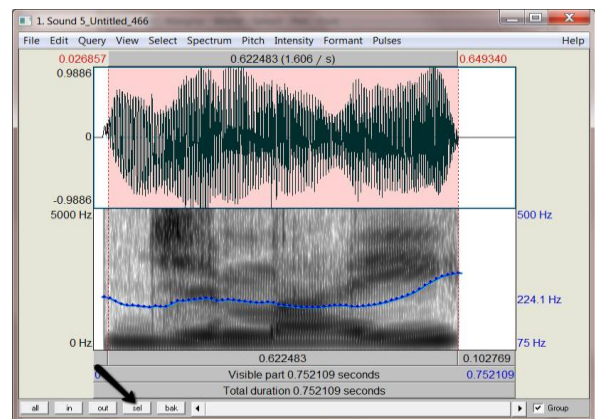 1. Sound 5_Untitled_466
File Edit Query View Select Spectrum Pitch Intensity Formant Pulses Help
0.026857 0.622483 (1.606 / s) 0.649340
0.9886
0
-0.9886
5000 Hz 500 Hz
224.1 Hz
0 Hz 75 Hz
0.622483 0.102769
0 Visible part 0.752109 seconds 0.752109
Total duration 0.752109 seconds
all in out sel bak Group